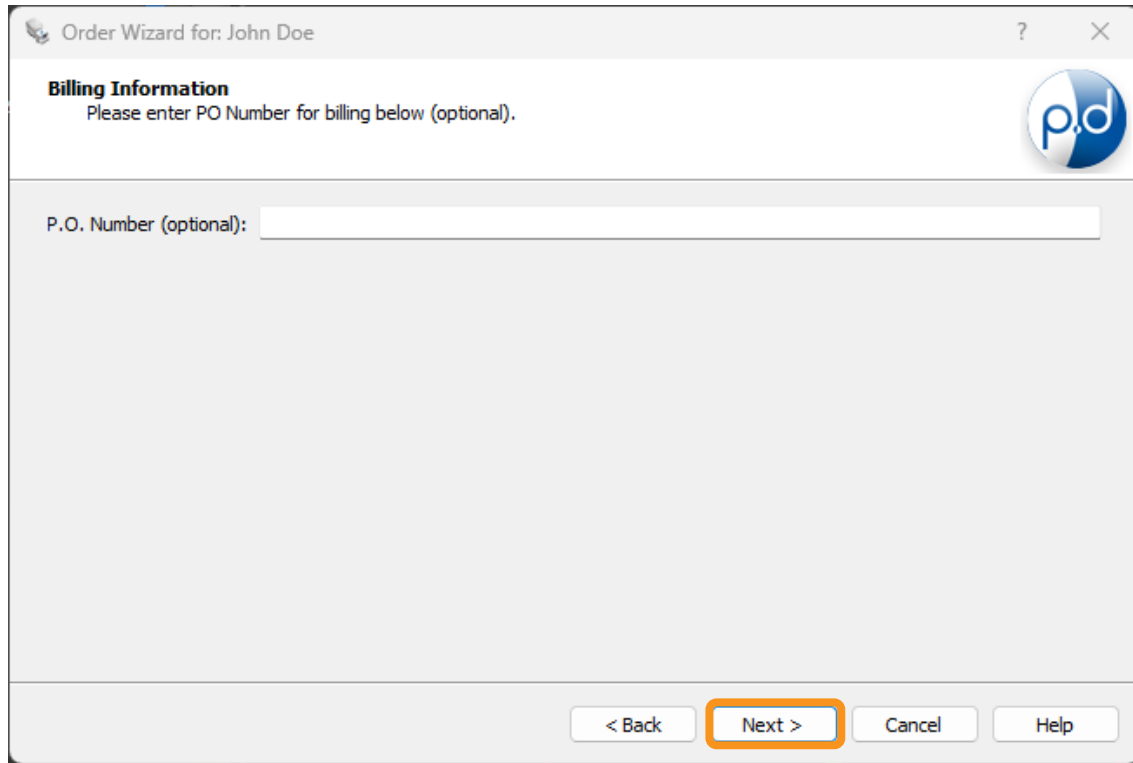 Order Wizard for: John Doe
?
Billing Information
Please enter PO Number for billing below (optional).
p.d
P.O. Number (optional):
< Back Next > Cancel Help